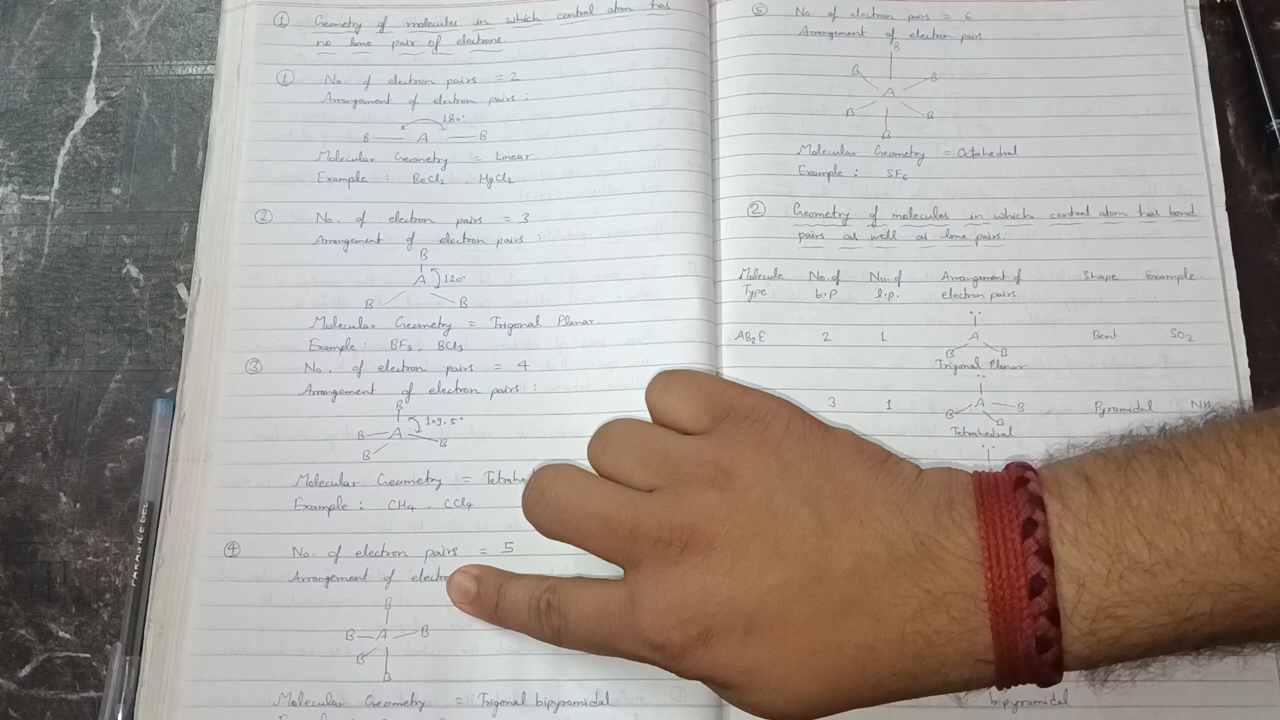 ① Geometry of molecules in which central atom has
no lone pair of electrons.
① No. of electron pairs = 2
Arrangement of electron pairs :
180°
B — A — B
Molecular Geometry = Linear
Example : BeCl2 , HgCl2
② No. of electron pairs = 3
Arrangement of electron pairs :
B
A 120°
B B
Molecular Geometry = Trigonal Planar
Example : BF3 , BCl3
③ No. of electron pairs = 4
Arrangement of electron pairs :
B
109.5°
B — A B
B
Molecular Geometry =
Example : CH4 , CCl4
④ No. of electron pairs = 5
Arrangement of
B
B — A — B
B
B
Molecular Geometry = Trigonal bipyramidal
⑤ No. of electron pairs = 6
Arrangement of electron pairs
B
B B
A
B B
B
Molecular Geometry = Octahedral
Example : SF6
② Geometry of molecules in which central atom has bond
pairs as well as lone pairs.
Molecule No. of No. of Arrangement of Shape Example
Type b.p l.p. electron pairs
AB2E 2 1 A Bent SO2
B B
Trigonal Planar
3 1 A B Pyramidal
B B
Tetrahedral
bipyramidal
PARAS ICE GEL